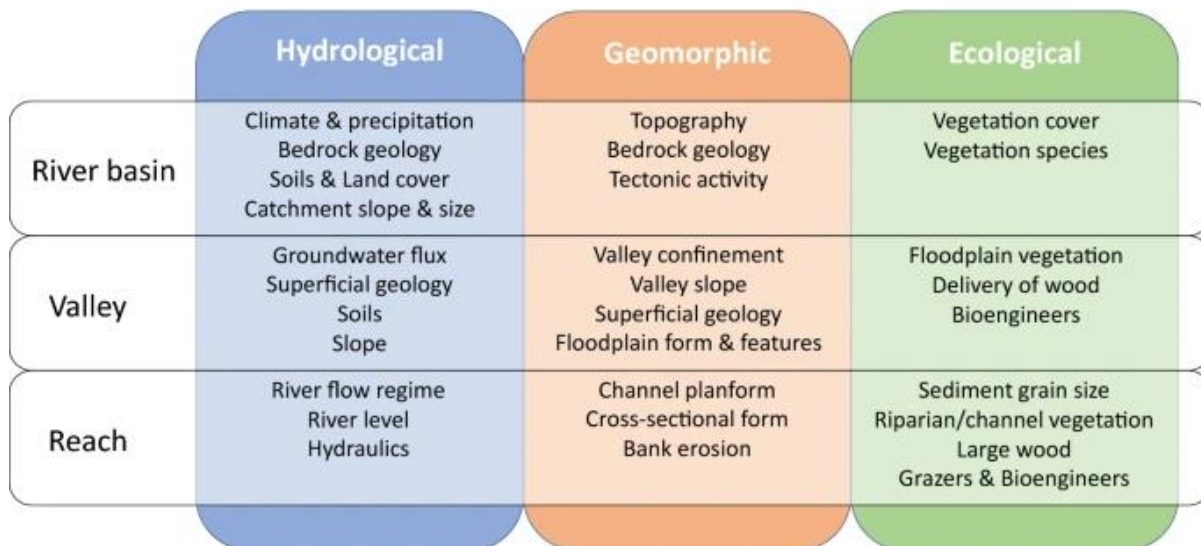 Hydrological
Geomorphic
Ecological
River basin
Climate & precipitation
Bedrock geology
Soils & Land cover
Catchment slope & size
Topography
Bedrock geology
Tectonic activity
Vegetation cover
Vegetation species
Valley
Groundwater flux
Superficial geology
Soils
Slope
Valley confinement
Valley slope
Superficial geology
Floodplain form & features
Floodplain vegetation
Delivery of wood
Bioengineers
Reach
River flow regime
River level
Hydraulics
Channel planform
Cross-sectional form
Bank erosion
Sediment grain size
Riparian/channel vegetation
Large wood
Grazers & Bioengineers